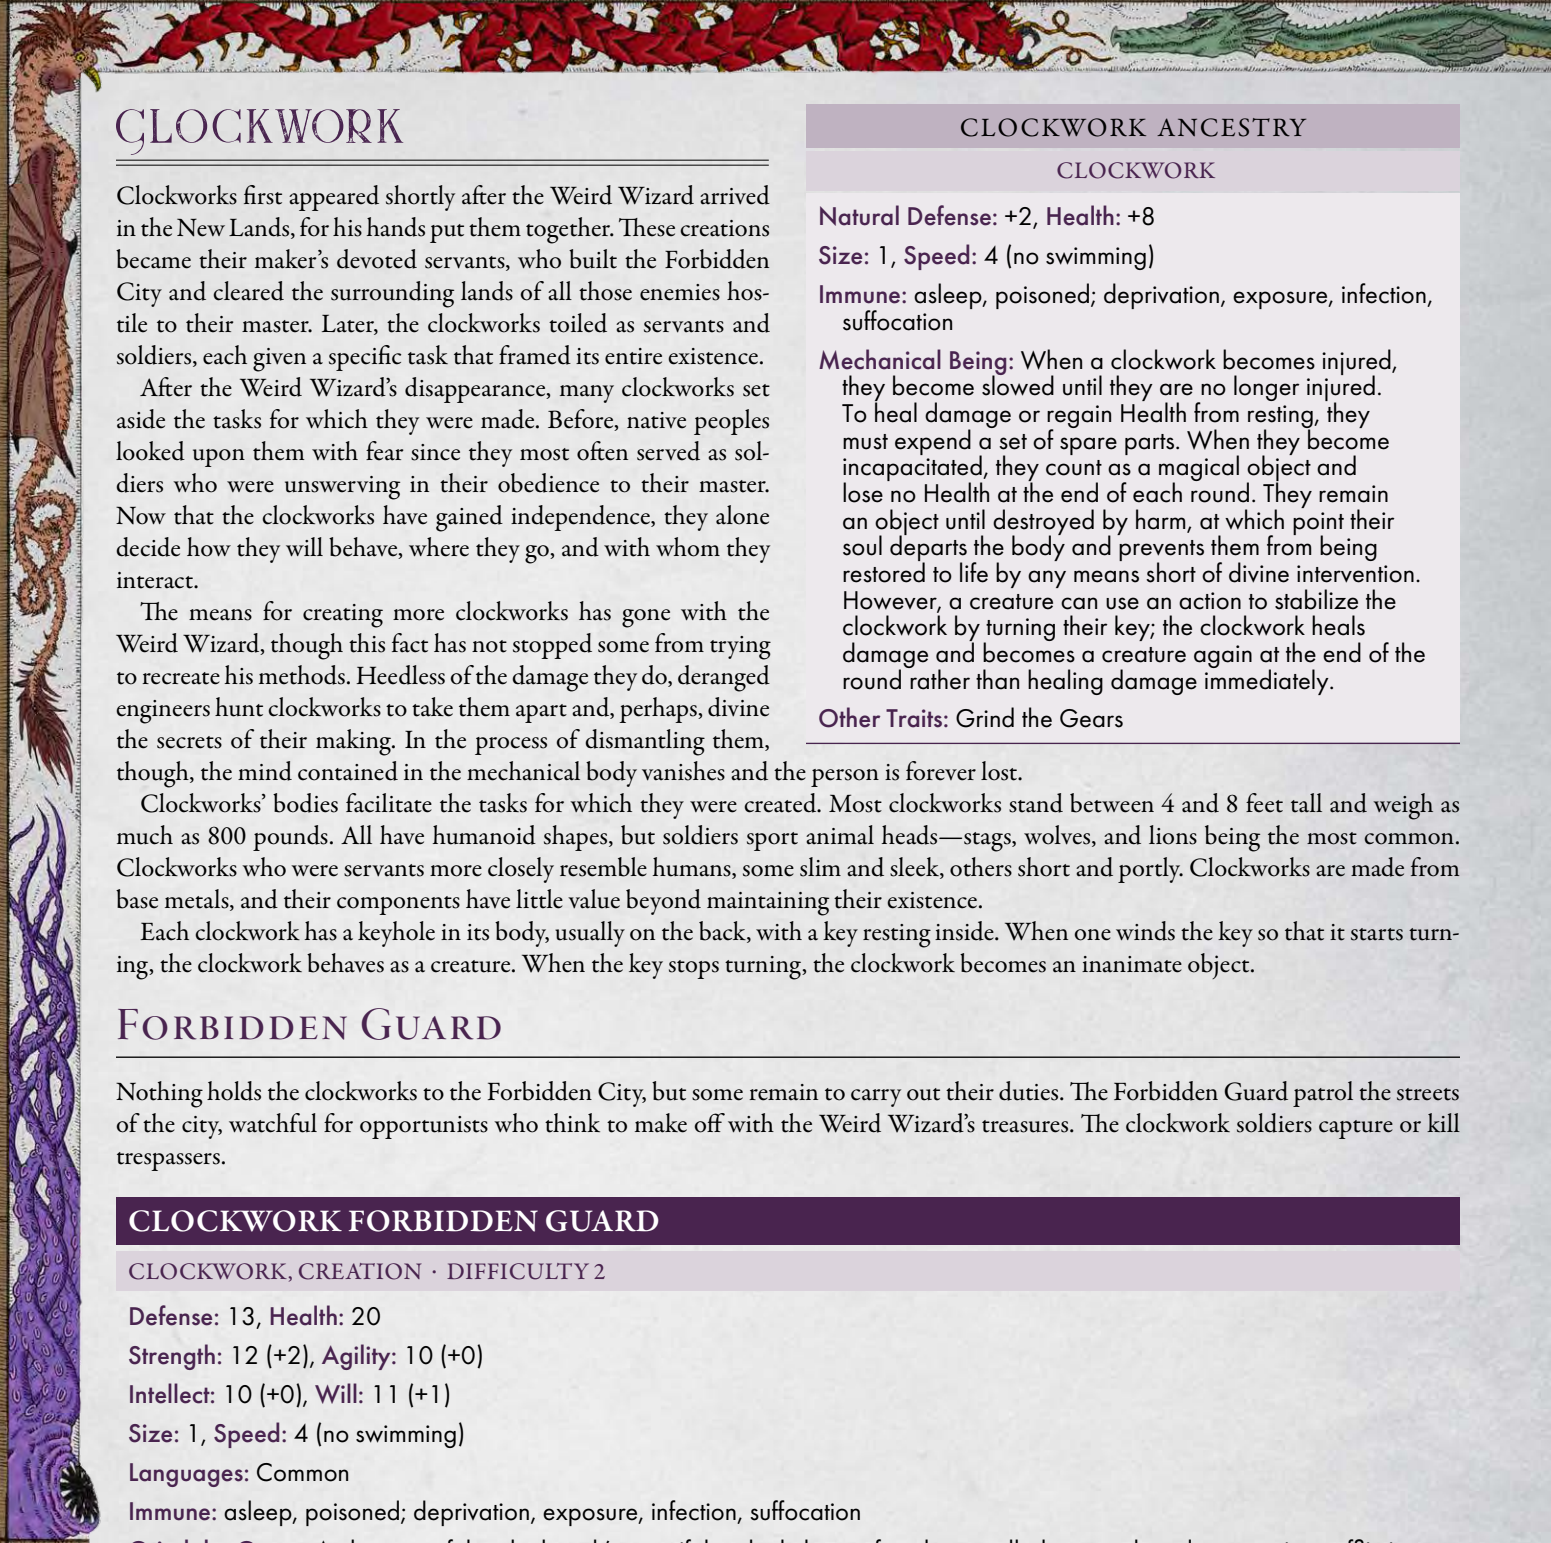 CLOCKWORK
Clockworks first appeared shortly after the Weird Wizard arrived
in the New Lands, for his hands put them together. These creations
became their maker's devoted servants, who built the Forbidden
City and cleared the surrounding lands of all those enemies hos-
tile to their master. Later, the clockworks toiled as servants and
soldiers, each given a specific task that framed its entire existence.
After the Weird Wizard's disappearance, many clockworks set
aside the tasks for which they were made. Before, native peoples
looked upon them with fear since they most often served as sol-
diers who were unswerving in their obedience to their master.
Now that the clockworks have gained independence, they alone
decide how they will behave, where they go, and with whom they
interact.
The means for creating more clockworks has gone with the
Weird Wizard, though this fact has not stopped some from trying
to recreate his methods. Heedless of the damage they do, deranged
engineers hunt clockworks to take them apart and, perhaps, divine
the secrets of their making. In the process of dismantling them,
though, the mind contained in the mechanical body vanishes and the person is forever lost.
Clockworks' bodies facilitate the tasks for which they were created. Most clockworks stand between 4 and 8 feet tall and weigh as
much as 800 pounds. All have humanoid shapes, but soldiers sport animal heads—stags, wolves, and lions being the most common.
Clockworks who were servants more closely resemble humans, some slim and sleek, others short and portly. Clockworks are made from
base metals, and their components have little value beyond maintaining their existence.
Each clockwork has a keyhole in its body, usually on the back, with a key resting inside. When one winds the key so that it starts turn-
ing, the clockwork behaves as a creature. When the key stops turning, the clockwork becomes an inanimate object.
CLOCKWORK ANCESTRY
CLOCKWORK
Natural Defense: +2, Health: +8
Size: 1, Speed: 4 (no swimming)
Immune: asleep, poisoned; deprivation, exposure, infection,
suffocation
Mechanical Being: When a clockwork becomes injured,
they become slowed until they are no longer injured.
To heal damage or regain Health from resting, they
must expend a set of spare parts. When they become
incapacitated, they count as a magical object and
lose no Health at the end of each round. They remain
an object until destroyed by harm, at which point their
soul departs the body and prevents them from being
restored to life by any means short of divine intervention.
However, a creature can use an action to stabilize the
clockwork by turning their key; the clockwork heals
damage and becomes a creature again at the end of the
round rather than healing damage immediately.
Other Traits: Grind the Gears
FORBIDDEN GUARD
Nothing holds the clockworks to the Forbidden City, but some remain to carry out their duties. The Forbidden Guard patrol the streets
of the city, watchful for opportunists who think to make off with the Weird Wizard's treasures. The clockwork soldiers capture or kill
trespassers.
CLOCKWORK FORBIDDEN GUARD
CLOCKWORK, CREATION · DIFFICULTY 2
Defense: 13, Health: 20
Strength: 12 (+2), Agility: 10 (+0)
Intellect: 10 (+0), Will: 11 (+1)
Size: 1, Speed: 4 (no swimming)
Languages: Common
Immune: asleep, poisoned; deprivation, exposure, infection, suffocation